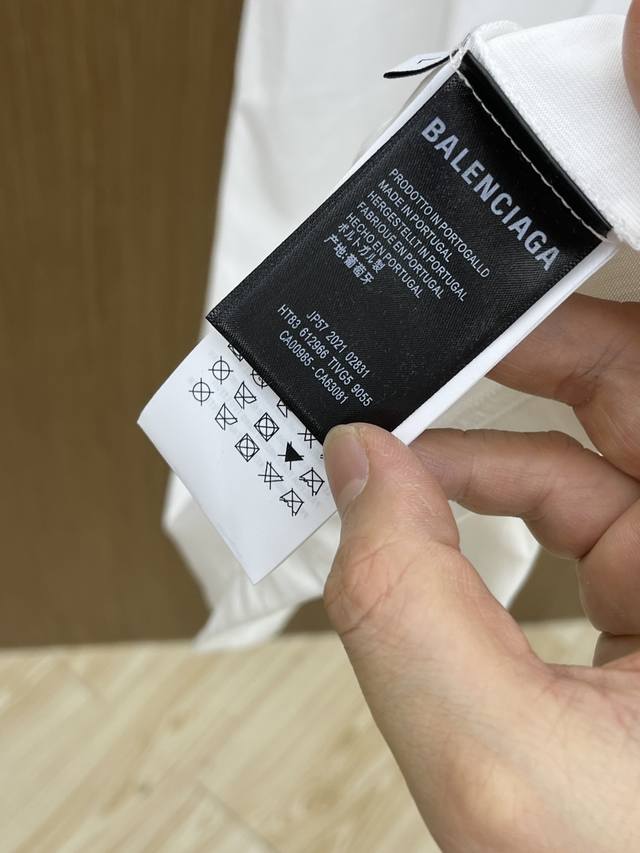 BALENCIAGA
PRODOTTO IN PORTOGALLO
MADE IN PORTUGAL
HERGESTELLT IN PORTUGAL
FABRIQUE EN PORTUGAL
HECHO EN PORTUGAL
ポルトガル製
产地:葡萄牙
JP57 2021 02831
HT83 612966 TIVG5 9055
CA00965 - CA63081